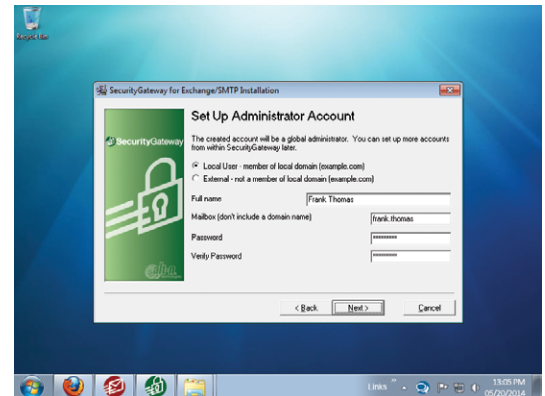 Recycle Bin
SecurityGateway for Exchange/SMTP Installation
Set Up Administrator Account
SecurityGateway
The created account will be a global administrator. You can set up more accounts
from within SecurityGateway later.
Local User - member of local domain (example.com)
External - not a member of local domain (example.com)
Full name
Frank Thomas
Mailbox (don't include a domain name)
frank.thomas
Password
Verify Password
alt-n
< Back
Next >
Cancel
Links
13:05 PM
05/20/2014